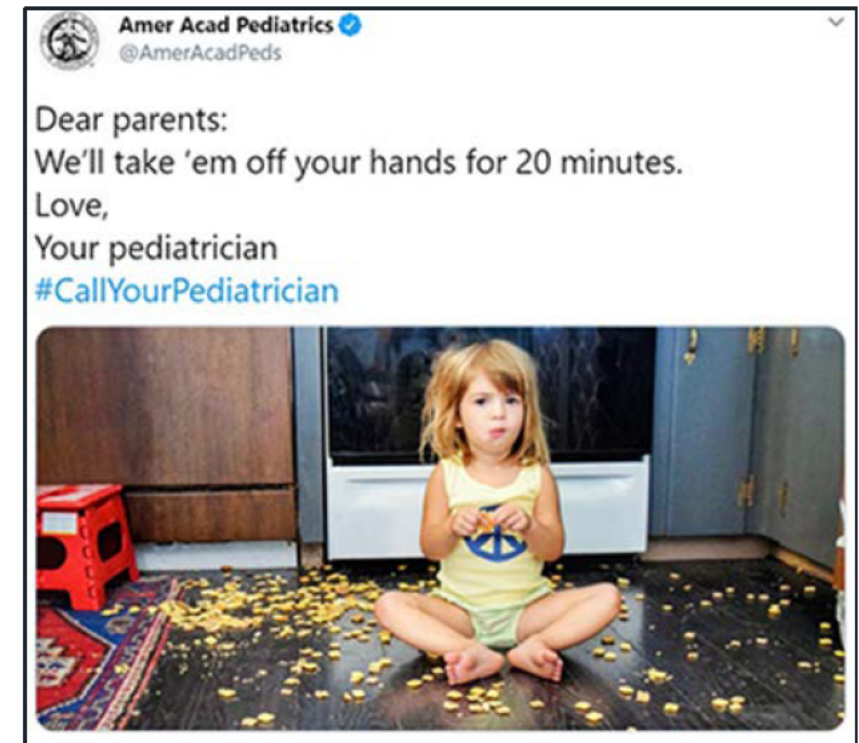 Amer Acad Pediatrics
@AmerAcadPeds
Dear parents:
We'll take 'em off your hands for 20 minutes.
Love,
Your pediatrician
#CallYourPediatrician